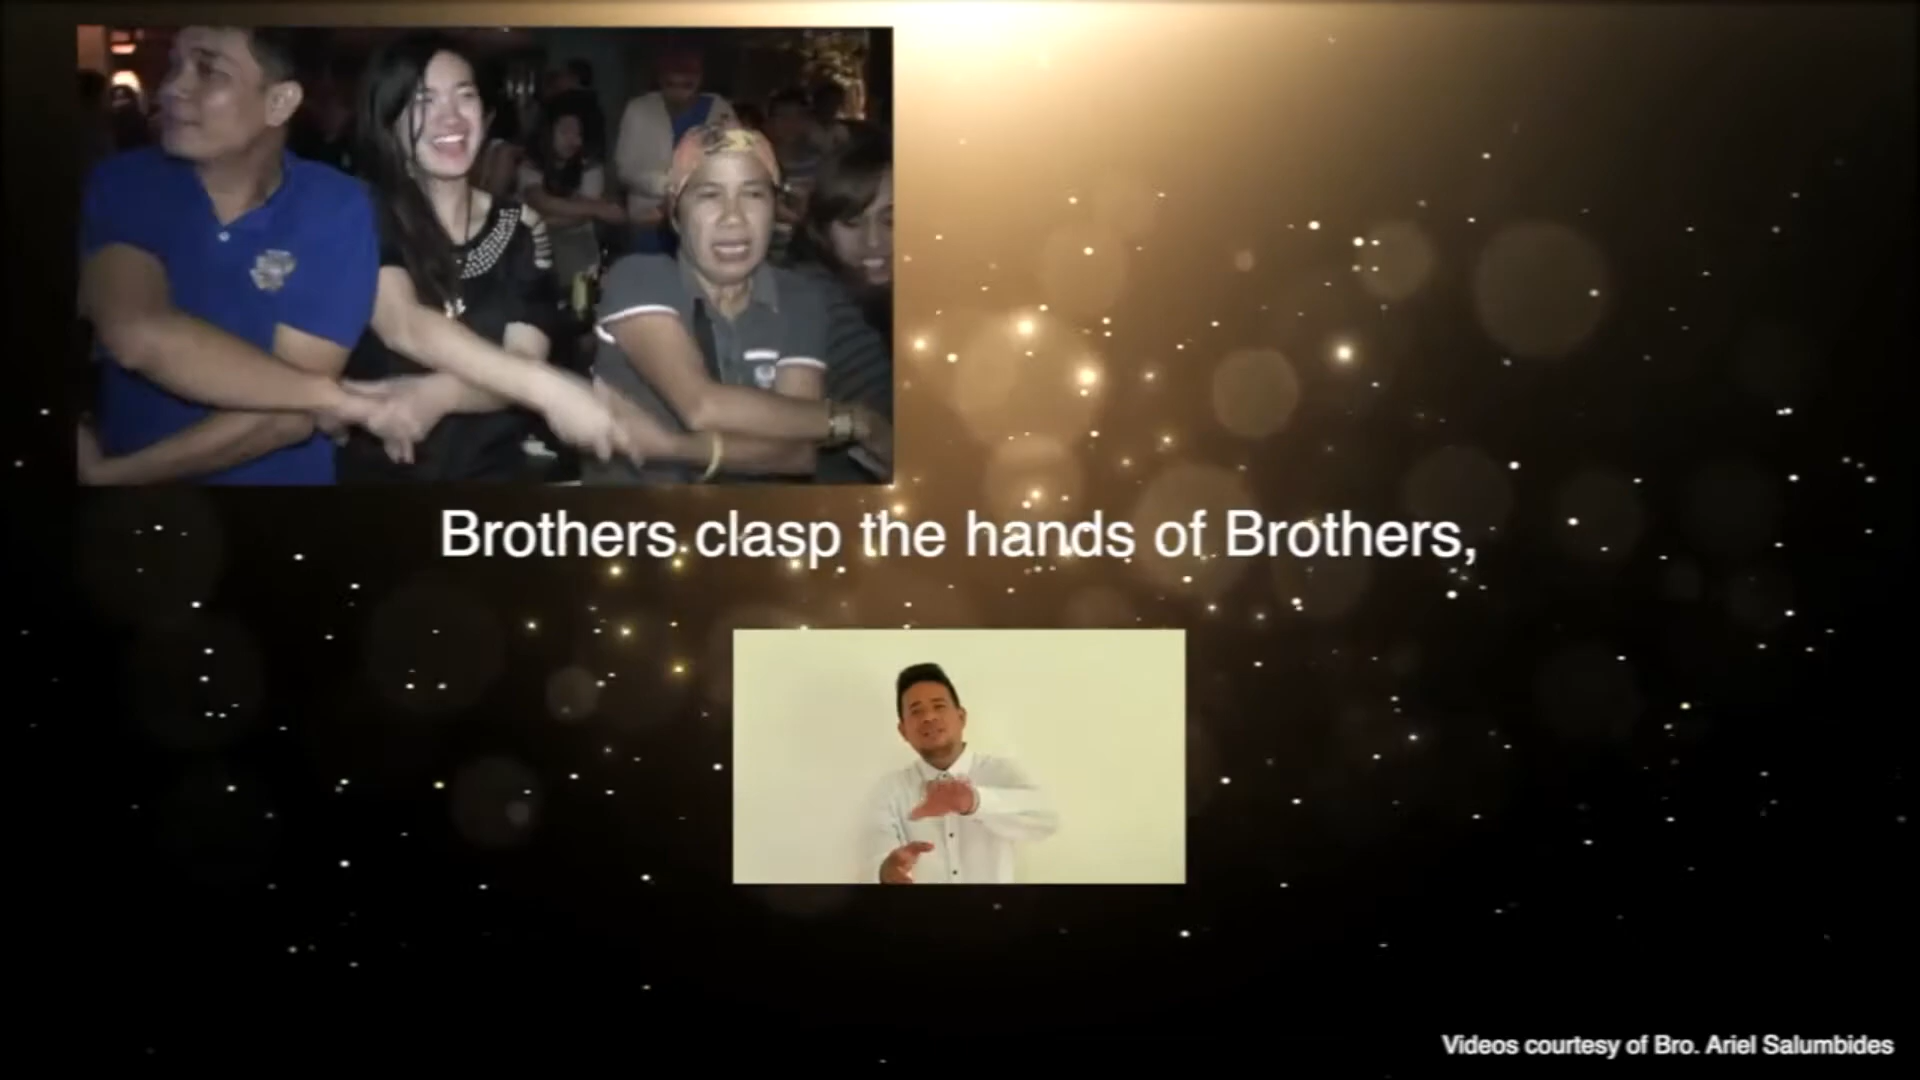 Brothers clasp the hands of Brothers,
Videos courtesy of Bro. Ariel Salumbides